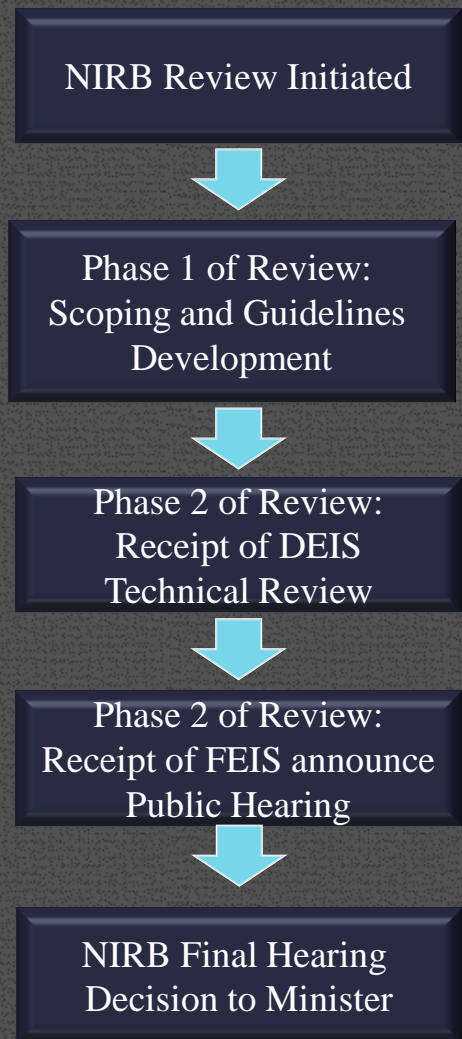 NIRB Review Initiated
Phase 1 of Review:
Scoping and Guidelines
Development
Phase 2 of Review:
Receipt of DEIS
Technical Review
Phase 2 of Review:
Receipt of FEIS announce
Public Hearing
NIRB Final Hearing
Decision to Minister